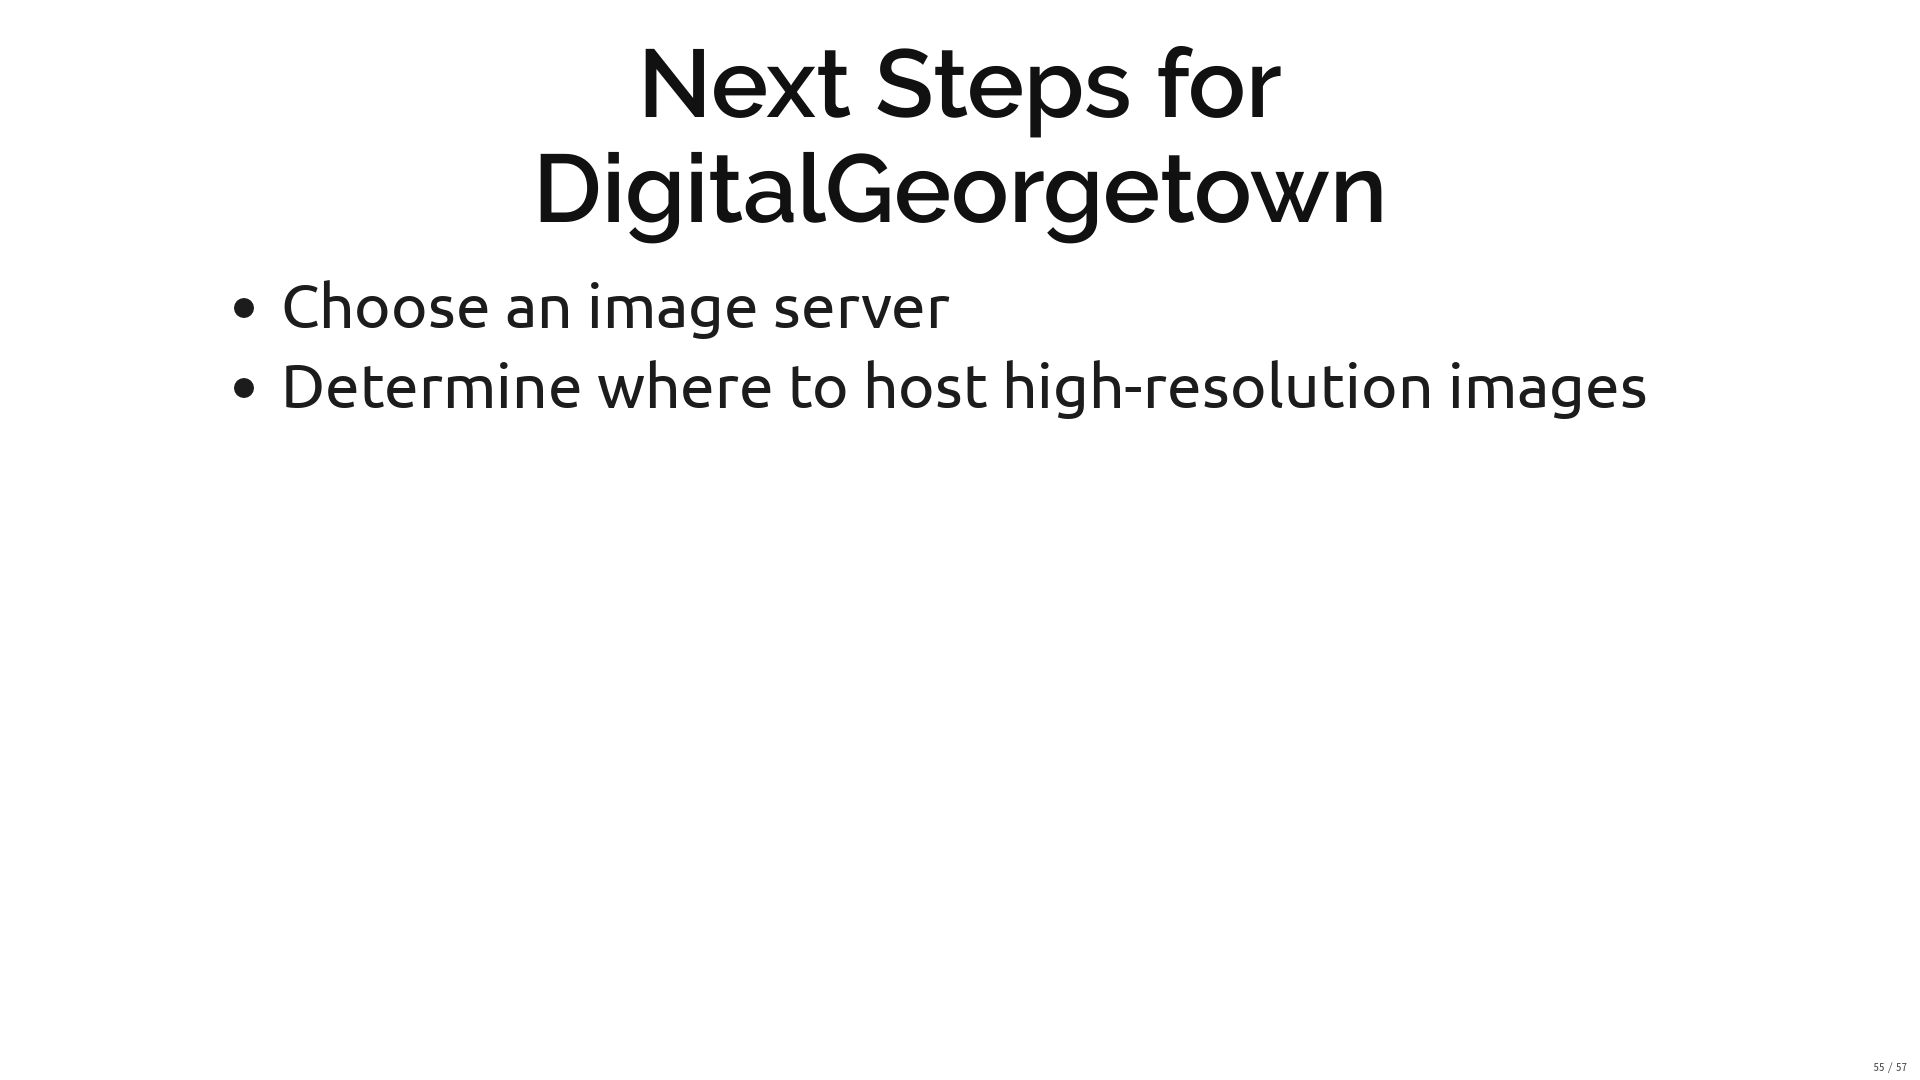 Next Steps for
DigitalGeorgetown
• Choose an image server
• Determine where to host high-resolution images
55 / 57